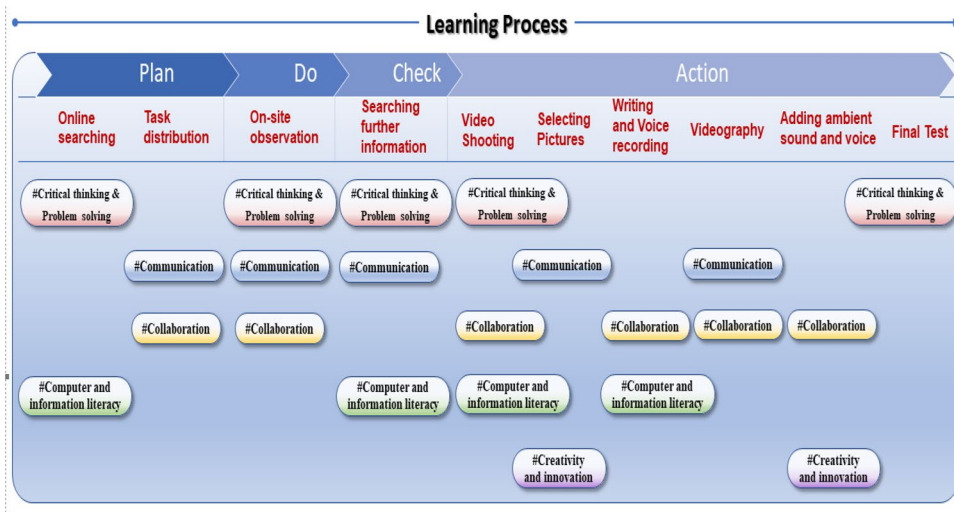 Learning Process
Plan
Do
Check
Action
Online
searching
Task
distribution
On-site
observation
Searching
further
information
Video
Shooting
Selecting
Pictures
Writing
and Voice
recording
Videography
Adding ambient
sound and voice
Final Test
#Critical thinking &
Problem solving
#Critical thinking &
Problem solving
#Critical thinking &
Problem solving
#Critical thinking &
Problem solving
#Critical thinking &
Problem solving
#Communication
#Communication
#Communication
#Communication
#Communication
#Collaboration
#Collaboration
#Collaboration
#Collaboration
#Collaboration
#Collaboration
#Computer and
information literacy
#Computer and
information literacy
#Computer and
information literacy
#Computer and
information literacy
#Creativity
and innovation
#Creativity
and innovation